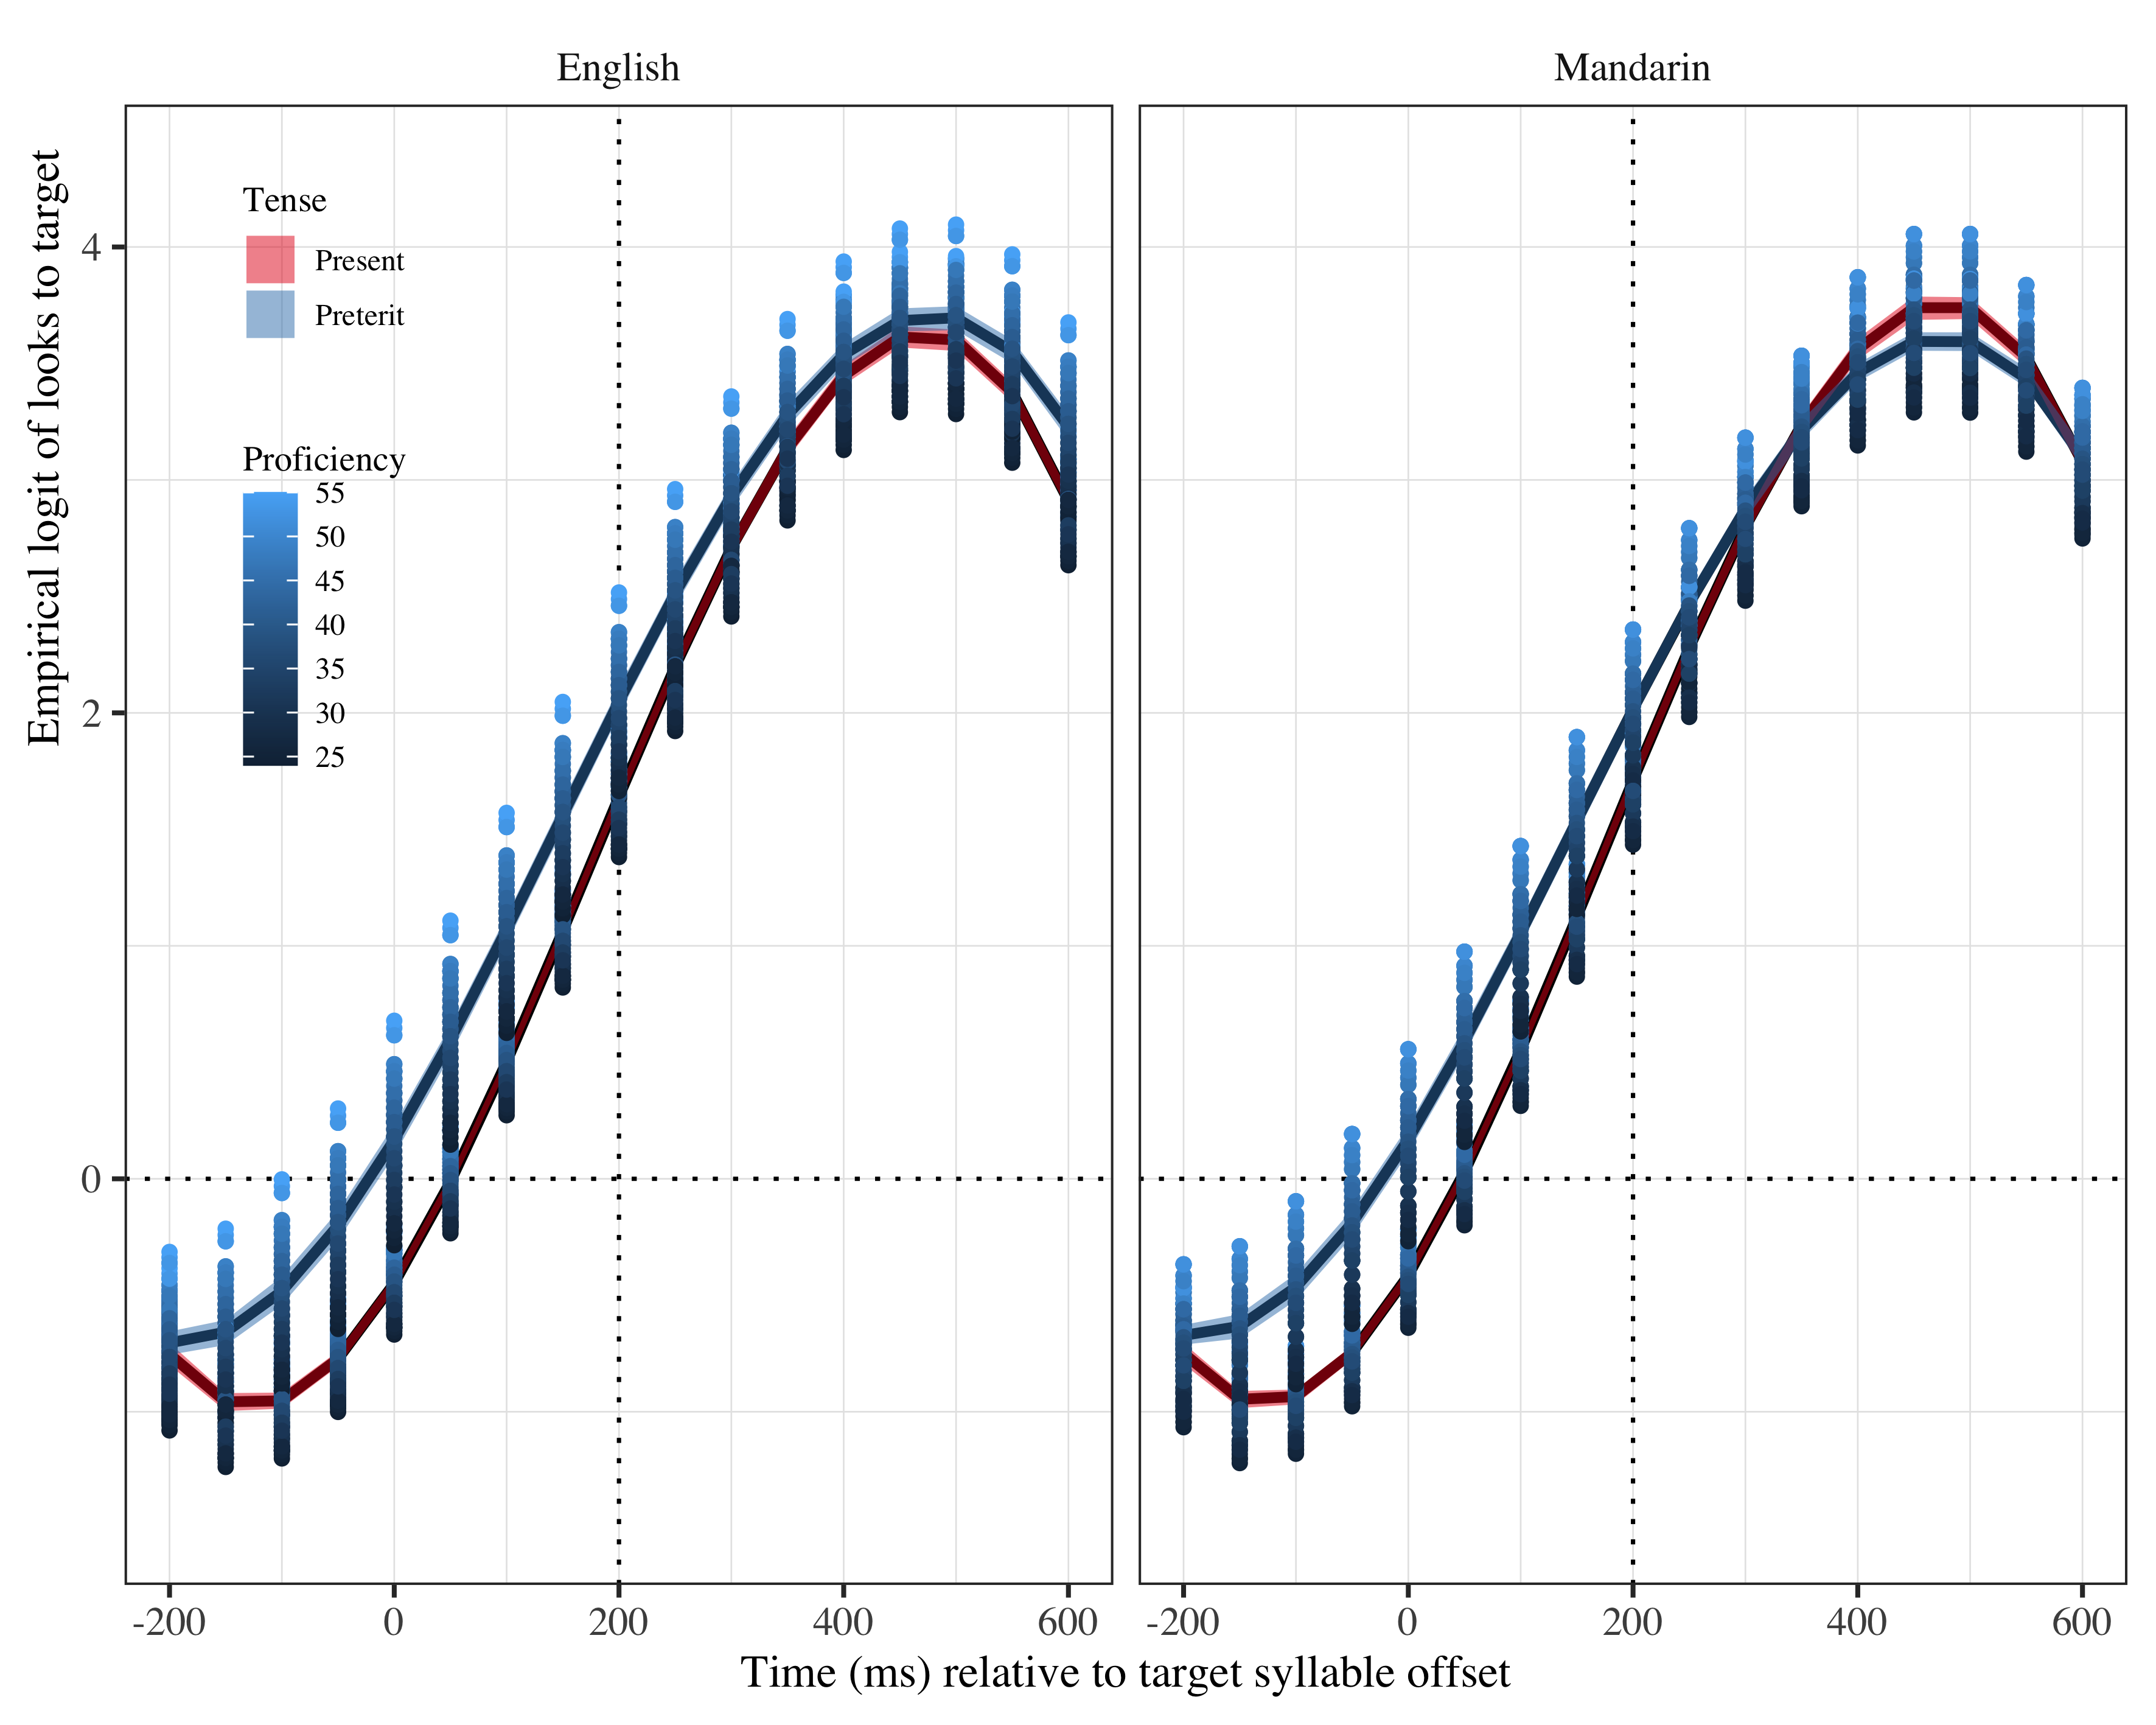 English
Mandarin
Empirical logit of looks to target
4
2
0
Tense
Present
Preterit
Proficiency
55
50
45
40
35
30
25
-200 0 200 400 600
-200 0 200 400 600
Time (ms) relative to target syllable offset